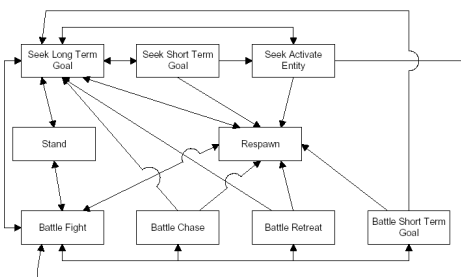 Seek Long Term
Goal
Seek Short Term
Goal
Seek Activate
Entity
Stand
Respawn
Battle Fight
Battle Chase
Battle Retreat
Battle Short Term
Goal